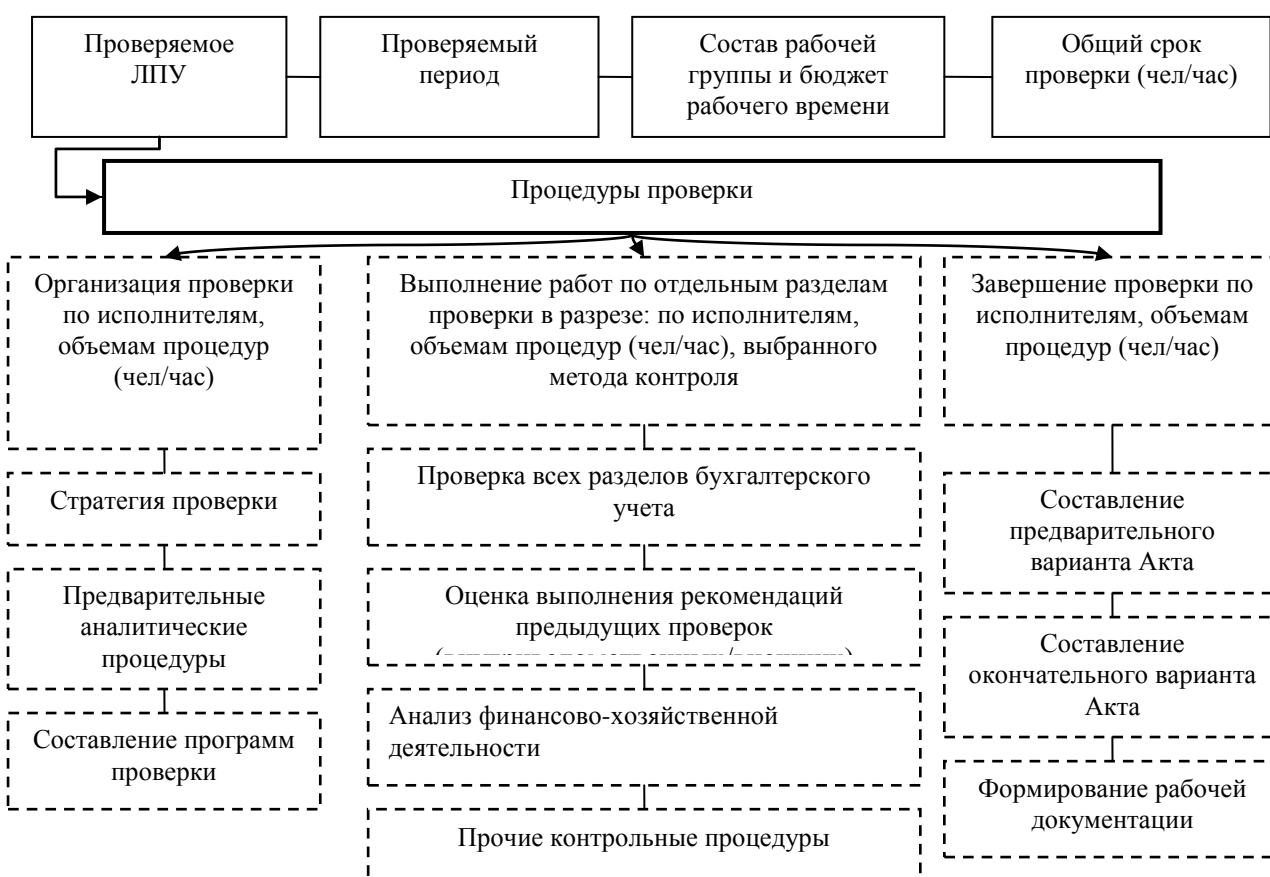 Проверяемое
ЛПУ
Проверяемый
период
Состав рабочей
группы и бюджет
рабочего времени
Общий срок
проверки (чел/час)
Процедуры проверки
Организация проверки
по исполнителям,
объемам процедур
(чел/час)
Стратегия проверки
Предварительные
аналитические
процедуры
Составление программ
проверки
Выполнение работ по отдельным разделам
проверки в разрезе: по исполнителям,
объемам процедур (чел/час), выбранного
метода контроля
Проверка всех разделов бухгалтерского
учета
Оценка выполнения рекомендаций
предыдущих проверок
Анализ финансово-хозяйственной
деятельности
Прочие контрольные процедуры
Завершение проверки по
исполнителям, объемам
процедур (чел/час)
Составление
предварительного
варианта Акта
Составление
окончательного варианта
Акта
Формирование рабочей
документации